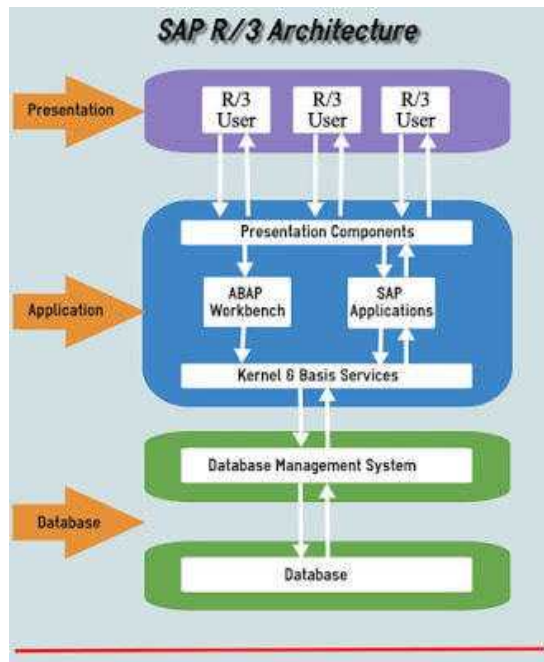 SAP R/3 Architecture
Presentation
R/3
User
R/3
User
R/3
User
Presentation Components
Application
ABAP
Workbench
SAP
Applications
Kernel & Basis Services
Database Management System
Database
Database